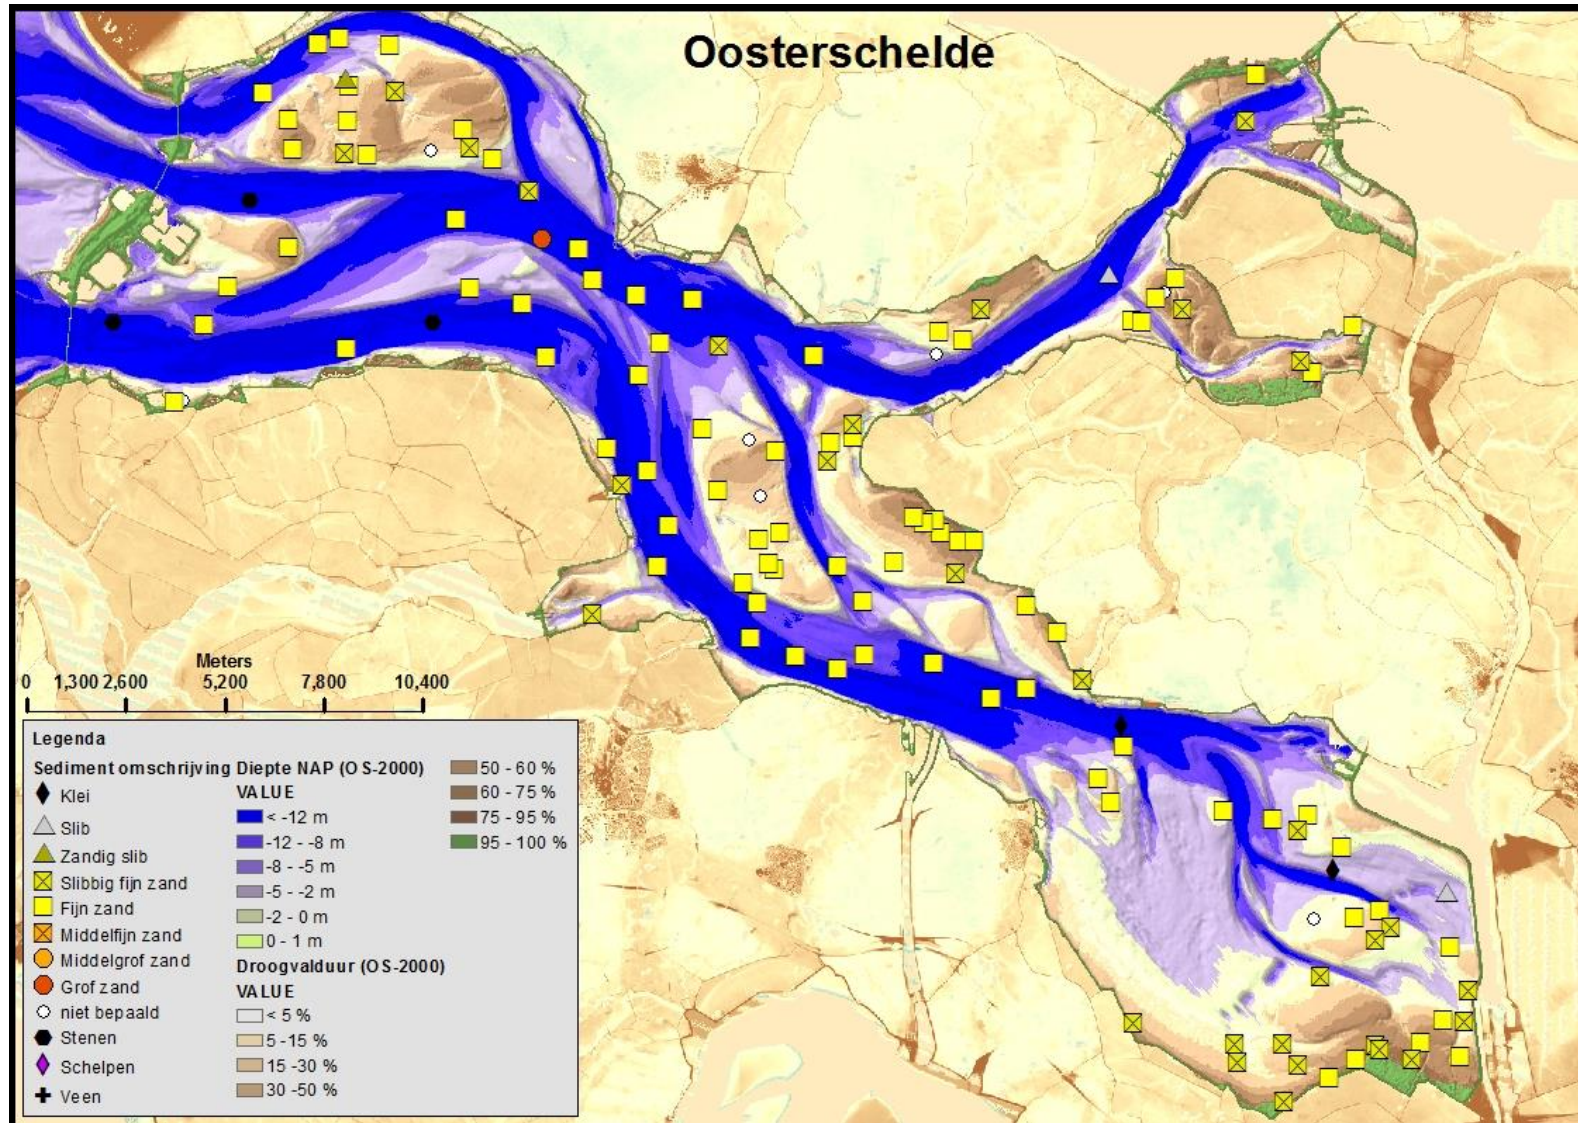 Oosterschelde
Meters
0 1,300 2,600 5,200 7,800 10,400
Legenda
Sediment omschrijving
Klei
Slib
Zandig slib
Slibbig fijn zand
Fijn zand
Middelfijn zand
Middelgrof zand
Grof zand
niet bepaald
Stenen
Schelpen
Veen
Diepte NAP (OS-2000)
VALUE
< -12 m
-12 - -8 m
-8 - -5 m
-5 - -2 m
-2 - 0 m
0 - 1 m
Droogvalduur (OS-2000)
VALUE
< 5 %
5 - 15 %
15 -30 %
30 -50 %
50 - 60 %
60 - 75 %
75 - 95 %
95 - 100 %